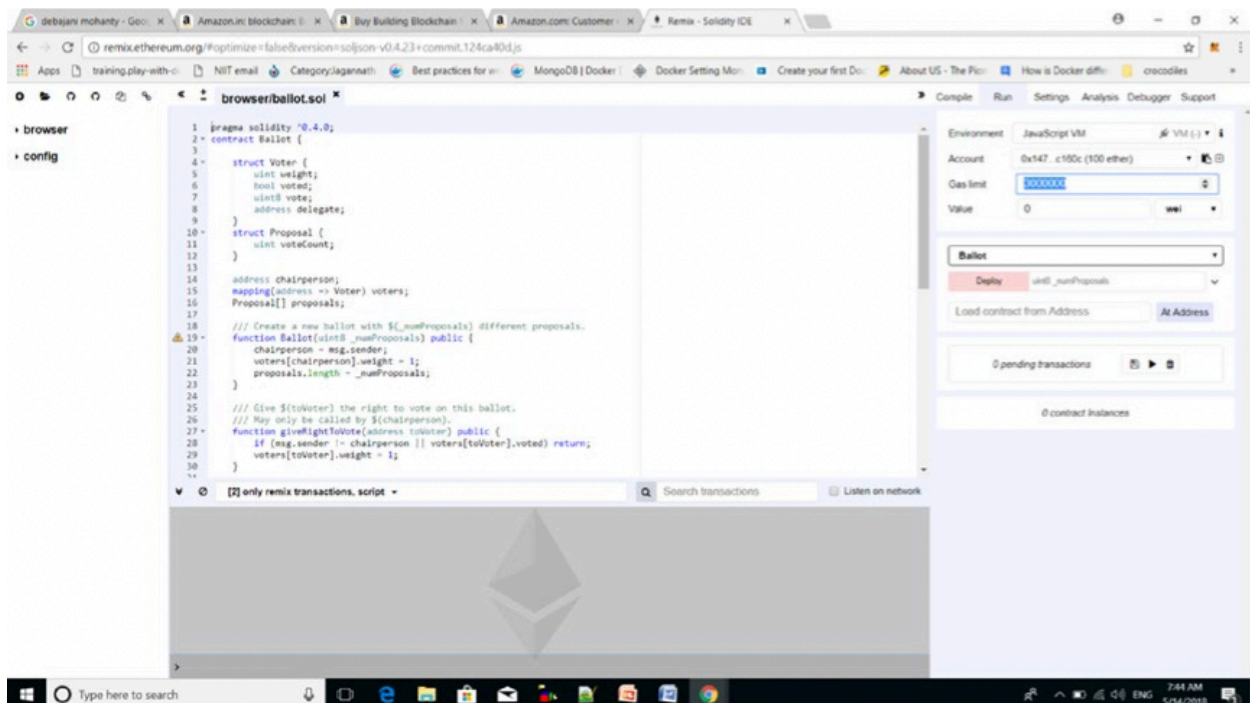 debajani mohanty - Goo
Amazon.in: blockchain:
Buy Building Blockchain
Amazon.com: Customer
Remix - Solidity IDE
remix.ethereum.org/#optimize=false&version=soljson-v0.4.23+commit.124ca40d.js
Apps
training.play-with-d
NIIT email
Category:Jagannath
Best practices for w
MongoDB | Docker
Docker Setting Mon
Create your first Doc
About US - The Pic
How is Docker diffe
crocodiles
browser/ballot.sol
Compile Run Settings Analysis Debugger Support
browser
config
1 pragma solidity ^0.4.0;
2 contract Ballot {
3
4 struct Voter {
5 uint weight;
6 bool voted;
7 uint8 vote;
8 address delegate;
9 }
10 struct Proposal {
11 uint voteCount;
12 }
13
14 address chairperson;
15 mapping(address => Voter) voters;
16 Proposal[] proposals;
17
18 /// Create a new ballot with $(_numProposals) different proposals.
19 function Ballot(uint8 _numProposals) public {
20 chairperson = msg.sender;
21 voters[chairperson].weight = 1;
22 proposals.length = _numProposals;
23 }
24
25 /// Give $(toVoter) the right to vote on this ballot.
26 /// May only be called by $(chairperson).
27 function giveRightToVote(address toVoter) public {
28 if (msg.sender != chairperson || voters[toVoter].voted) return;
29 voters[toVoter].weight = 1;
30 }
Environment JavaScript VM VM (-)
Account 0x147...c160c (100 ether)
Gas limit 3000000
Value 0 wei
Ballot
Deploy uint8 _numProposals
Load contract from Address At Address
0 pending transactions
0 contract Instances
[2] only remix transactions, script
Search transactions
Listen on network
>
Type here to search
ENG
7:44 AM
5/14/2018